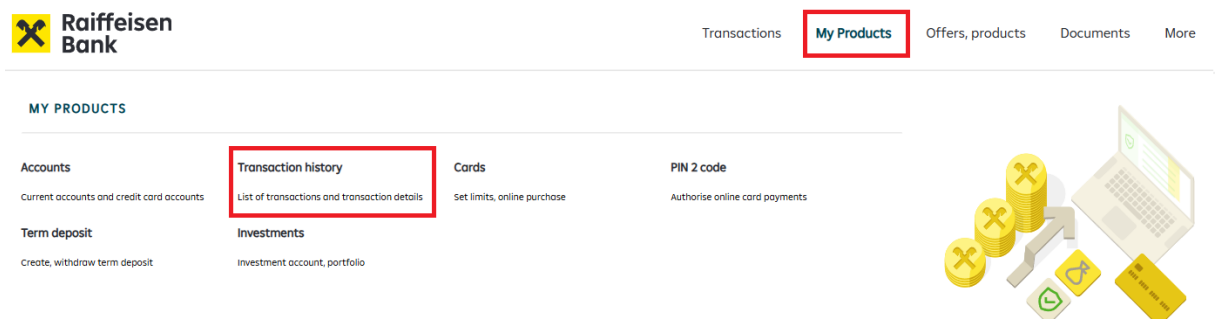 Raiffeisen
Bank
Transactions
My Products
Offers, products
Documents
More
MY PRODUCTS
Accounts
Current accounts and credit card accounts
Transaction history
List of transactions and transaction details
Cards
Set limits, online purchase
PIN 2 code
Authorise online card payments
Term deposit
Create, withdraw term deposit
Investments
Investment account, portfolio